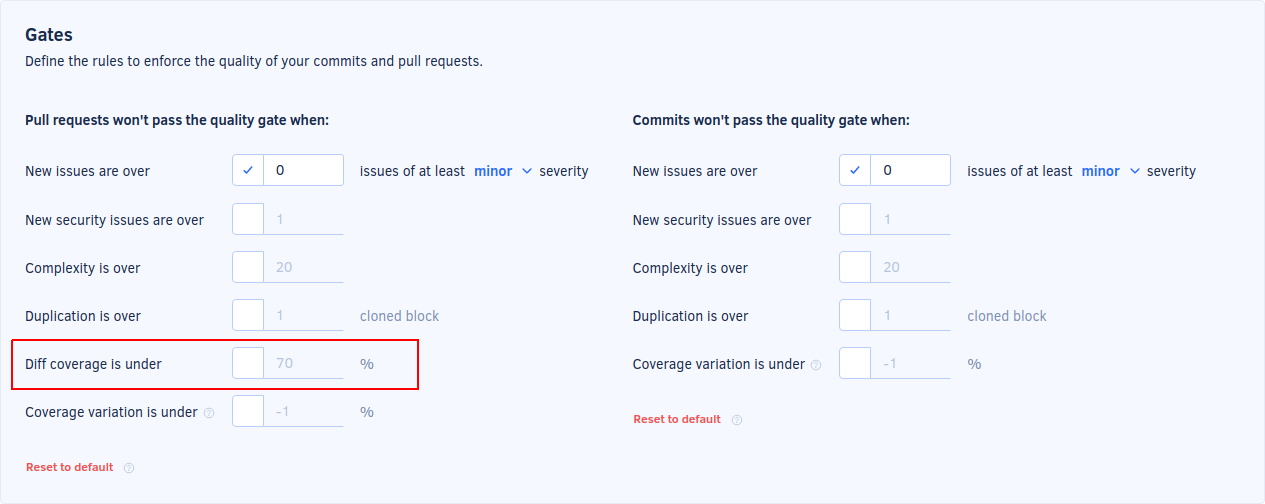 Gates
Define the rules to enforce the quality of your commits and pull requests.
Pull requests won't pass the quality gate when:
New issues are over 0 issues of at least minor severity
New security issues are over 1
Complexity is over 20
Duplication is over 1 cloned block
Diff coverage is under 70 %
Coverage variation is under ? -1 %
Reset to default ?
Commits won't pass the quality gate when:
New issues are over 0 issues of at least minor severity
New security issues are over 1
Complexity is over 20
Duplication is over 1 cloned block
Coverage variation is under ? -1 %
Reset to default ?